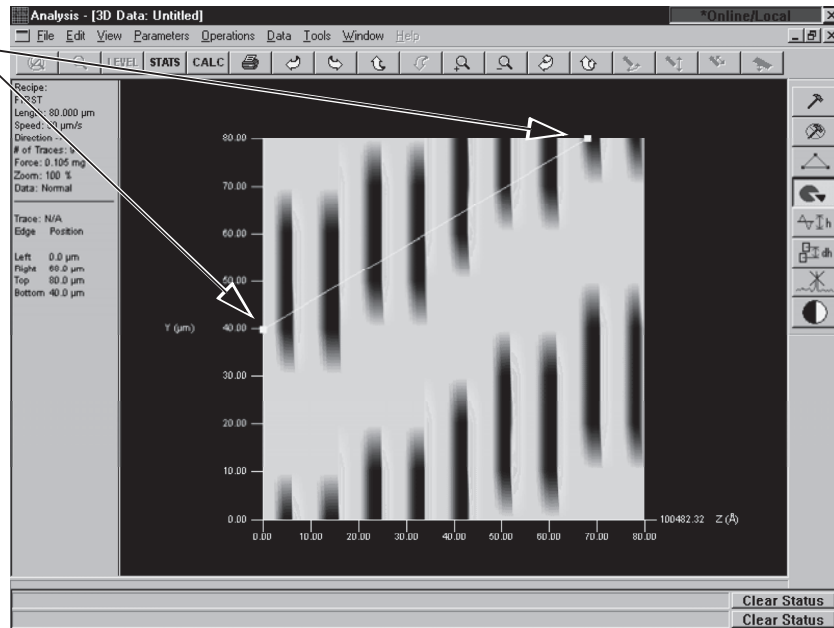 Analysis - [3D Data: Untitled]
*Online/Local
File Edit View Parameters Operations Data Tools Window Help
LEVEL STATS CALC
Recipe:
FIRST
Length: 80.000 µm
Speed: µm/s
Direction
# of Traces: 9
Force: 0.105 mg
Zoom: 100 %
Data: Normal
Trace: N/A
Edge Position
Left 0.0 µm
Right 68.0 µm
Top 80.0 µm
Bottom 40.0 µm
80.00
70.00
60.00
50.00
Y (µm) 40.00
30.00
20.00
10.00
0.00
100482.32 Z (Å)
0.00 10.00 20.00 30.00 40.00 50.00 60.00 70.00 80.00
h
dh
Clear Status
Clear Status